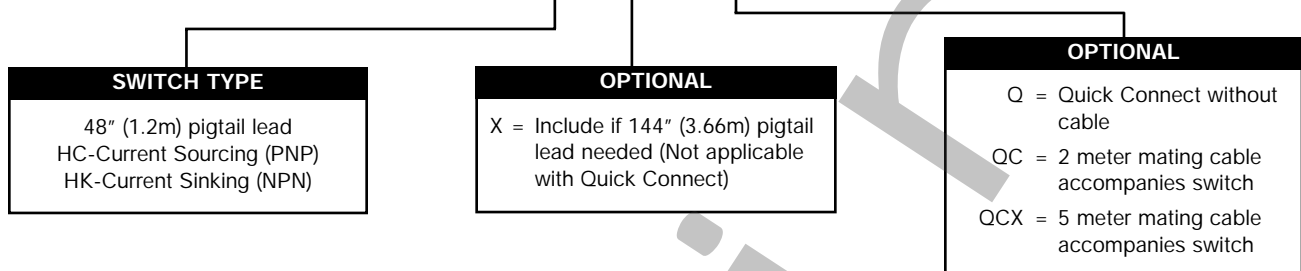 SWITCH TYPE
48" (1.2m) pigtail lead
HC-Current Sourcing (PNP)
HK-Current Sinking (NPN)
OPTIONAL
X = Include if 144" (3.66m) pigtail
lead needed (Not applicable
with Quick Connect)
OPTIONAL
Q = Quick Connect without
cable
QC = 2 meter mating cable
accompanies switch
QCX = 5 meter mating cable
accompanies switch